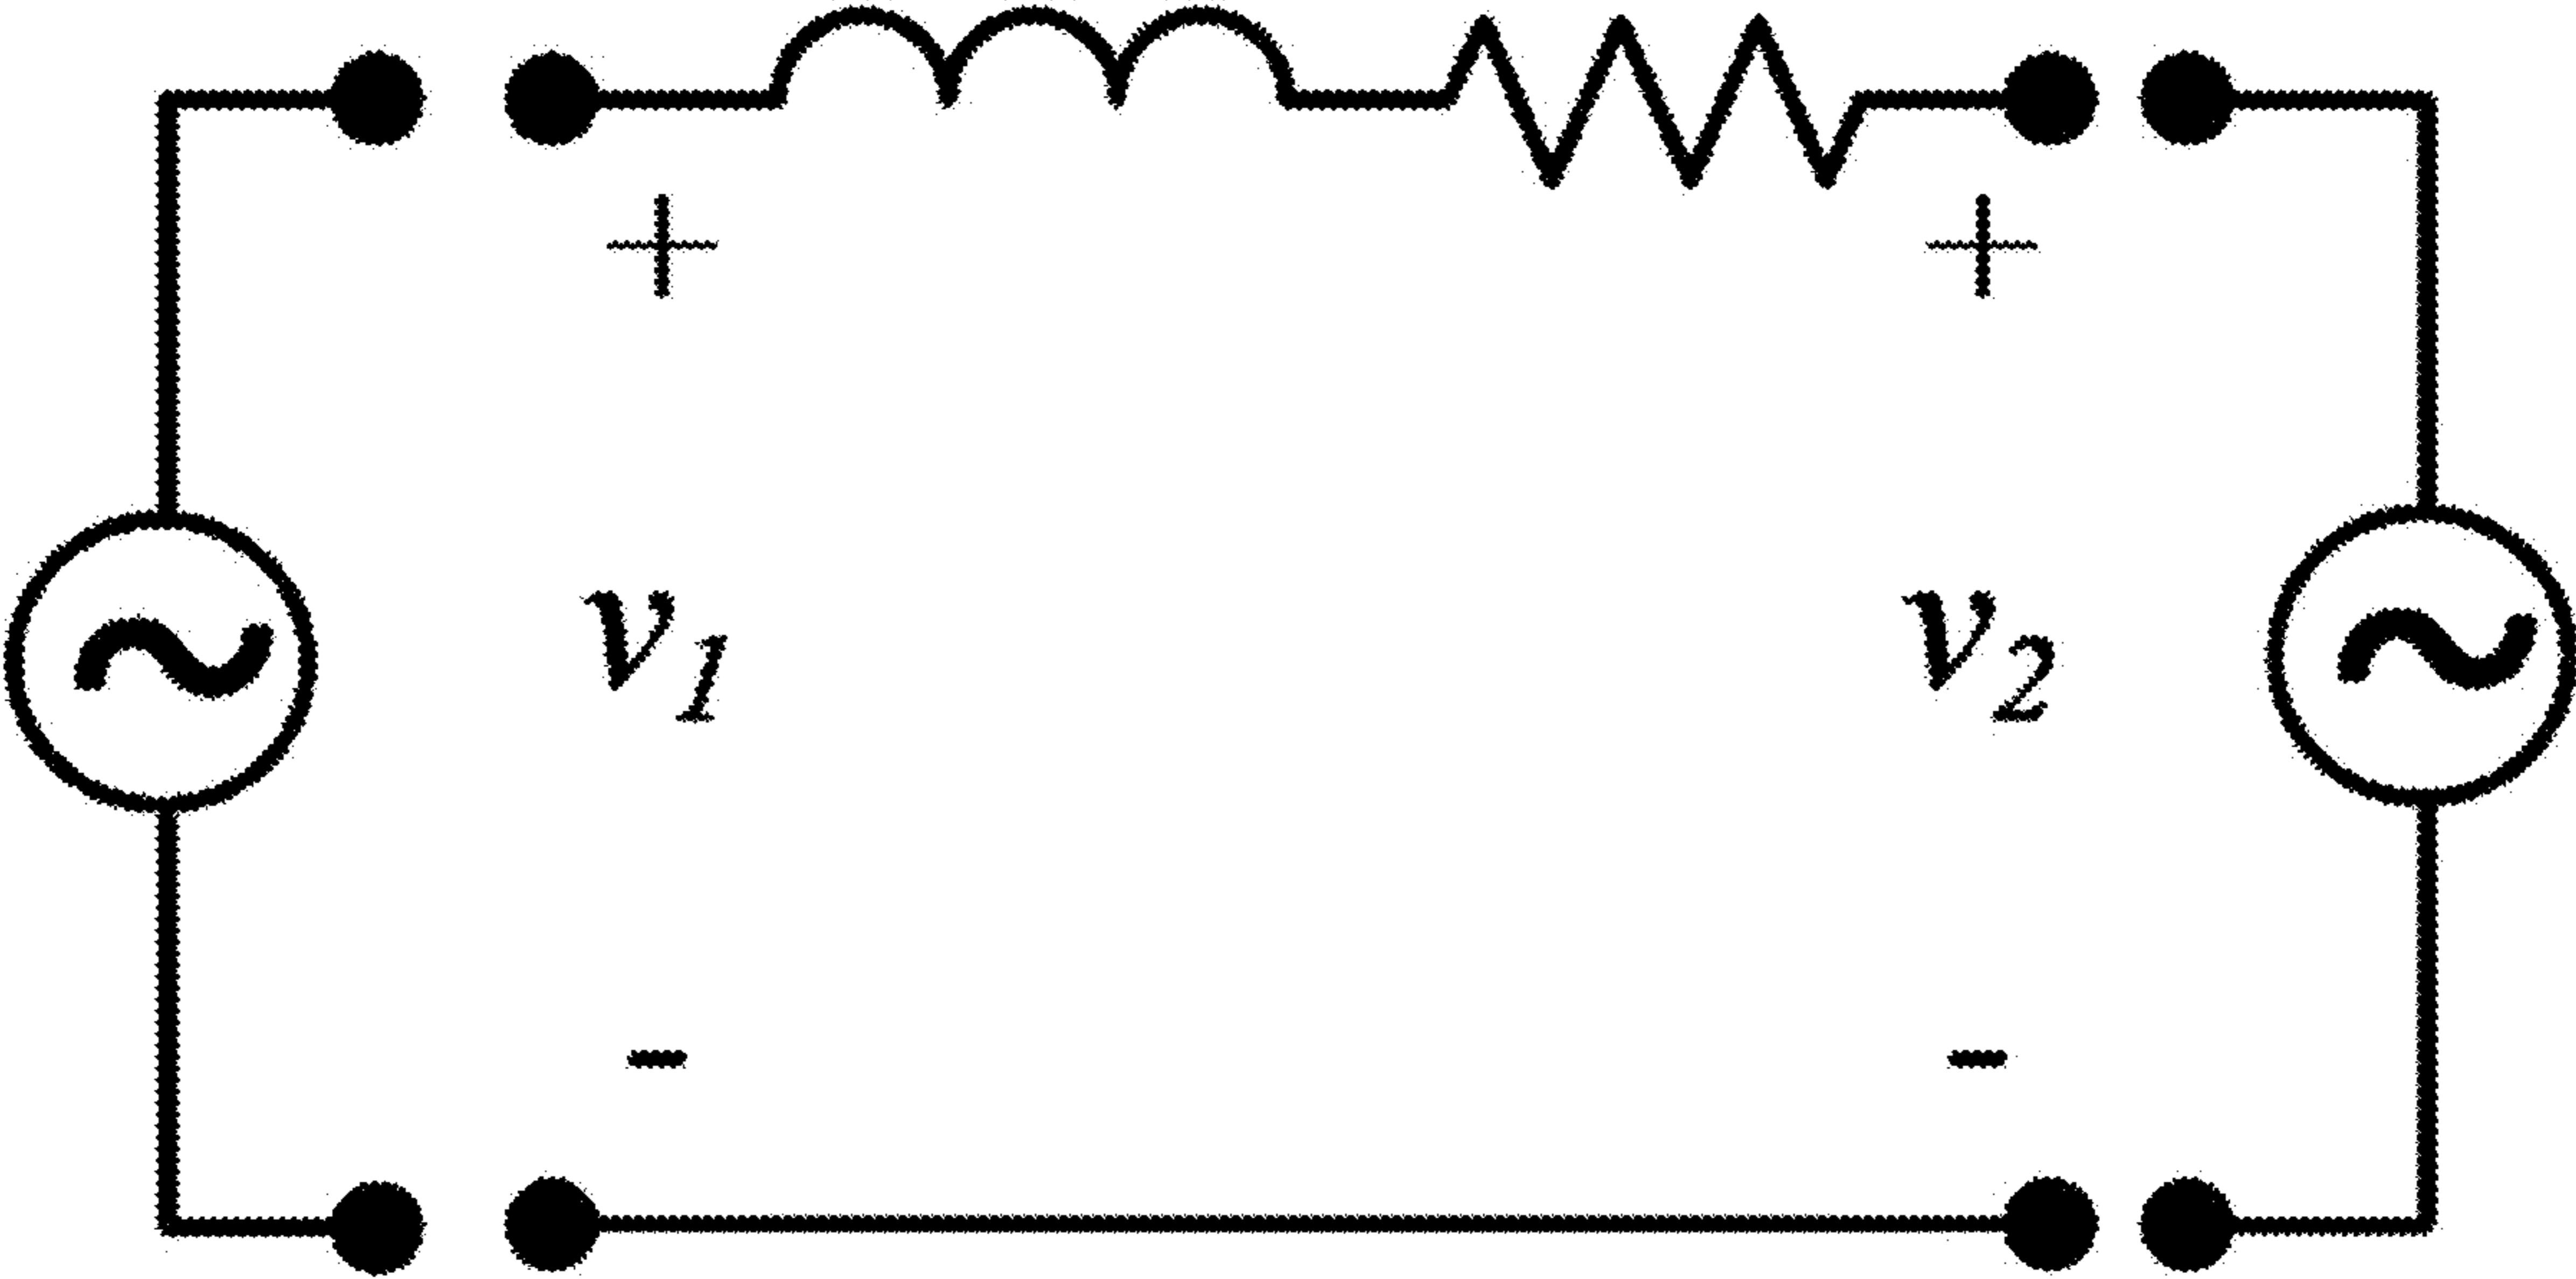 + +
v1 v2
- -